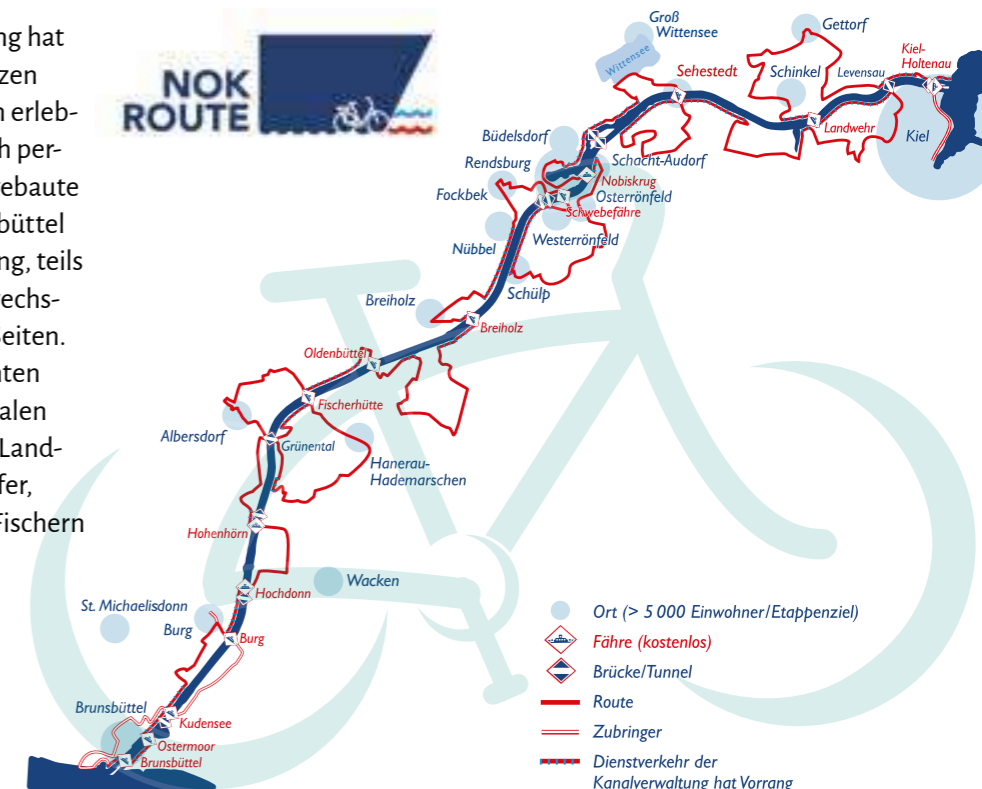 ng hat
zen
n erleb-
h per-
ebaute
büttel
ng, teils
echs-
Seiten.
nten
alen
Land-
fer,
Fischern
NOK
ROUTE
Groß
Wittensee
Wittensee
Gettorf
Sehestedt
Schinkel
Levensau
Kiel-
Holtenau
Büdelsdorf
Landwehr
Kiel
Rendsburg
Schacht-Audorf
Fockbek
Nobiskrug
Osterrönfeld
Schwebefähre
Nübbel
Westerrönfeld
Schülp
Breiholz
Breiholz
Oldenbüttel
Fischerhütte
Albersdorf
Grünental
Hanerau-
Hademarschen
Hohenhörn
Wacken
Hochdonn
St. Michaelisdonn
Burg
Burg
Brunsbüttel
Kudensee
Ostermoor
Brunsbüttel
Ort (> 5 000 Einwohner/Etappenziel)
Fähre (kostenlos)
Brücke/Tunnel
Route
Zubringer
Dienstverkehr der
Kanalverwaltung hat Vorrang